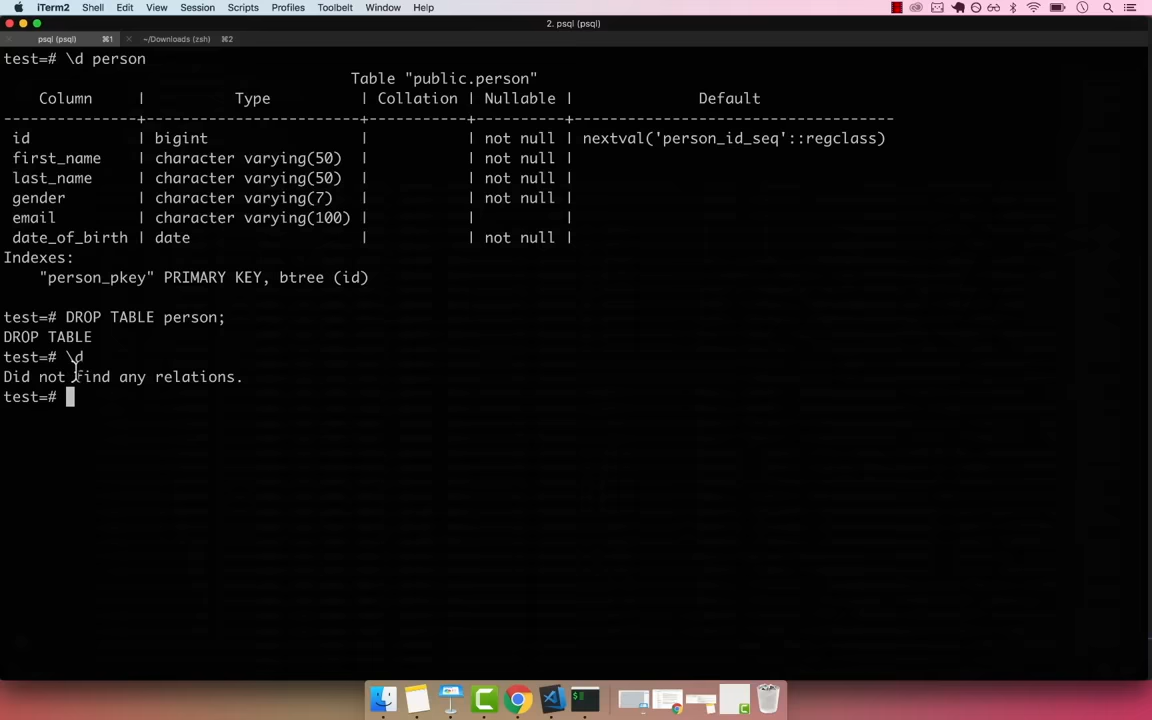 iTerm2 Shell Edit View Session Scripts Profiles Toolbelt Window Help
2. psql (psql)
psql (psql) ⌘1 ~/Downloads (zsh) ⌘2
test=# \d person
Table "public.person"
Column | Type | Collation | Nullable | Default
---------------+------------------------+-----------+----------+------------------------------------
id | bigint | | not null | nextval('person_id_seq'::regclass)
first_name | character varying(50) | | not null |
last_name | character varying(50) | | not null |
gender | character varying(7) | | not null |
email | character varying(100) | | |
date_of_birth | date | | not null |
Indexes:
"person_pkey" PRIMARY KEY, btree (id)
test=# DROP TABLE person;
DROP TABLE
test=# \d
Did not find any relations.
test=#